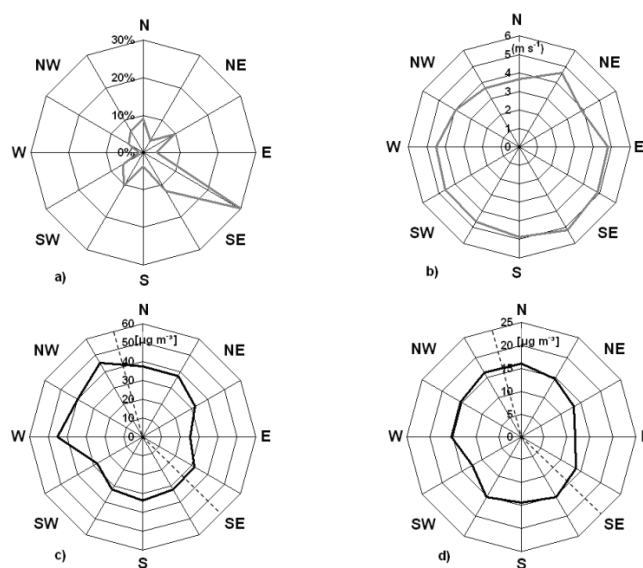 N
30%
20%
10%
0%
NW
NE
W
E
SW
SE
S
a)
N
6
(m s⁻¹)
5
4
3
2
1
0
NW
NE
W
E
SW
SE
S
b)
N
60
[µg m⁻³]
50
40
30
20
10
0
NW
NE
W
E
SW
SE
S
c)
N
25
[µg m⁻³]
20
15
10
5
0
NW
NE
W
E
SW
SE
S
d)